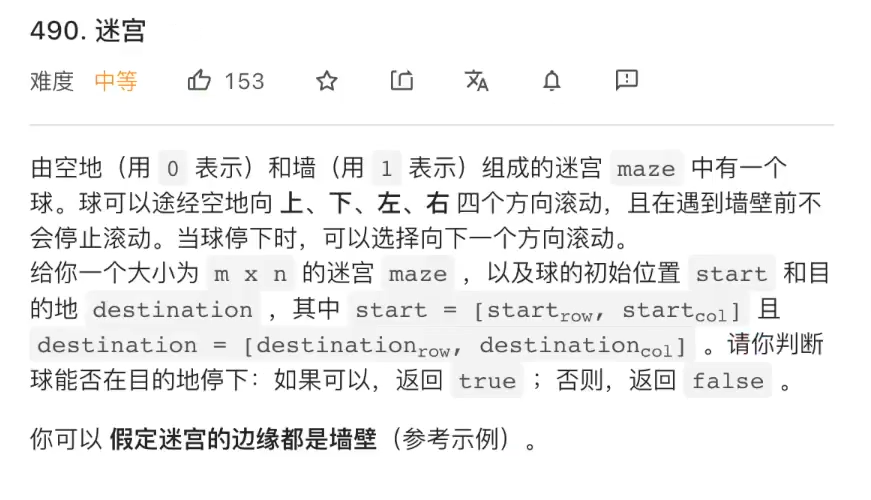 490. 迷宫
难度 中等 153
由空地（用 0 表示）和墙（用 1 表示）组成的迷宫 maze 中有一个
球。球可以途经空地向 上、下、左、右 四个方向滚动，且在遇到墙壁前不
会停止滚动。当球停下时，可以选择向下一个方向滚动。
给你一个大小为 m x n 的迷宫 maze ，以及球的初始位置 start 和目
的地 destination ，其中 start = [startrow, startcol] 且
destination = [destinationrow, destinationcol] 。请你判断
球能否在目的地停下：如果可以，返回 true ；否则，返回 false 。
你可以 假定迷宫的边缘都是墙壁（参考示例）。